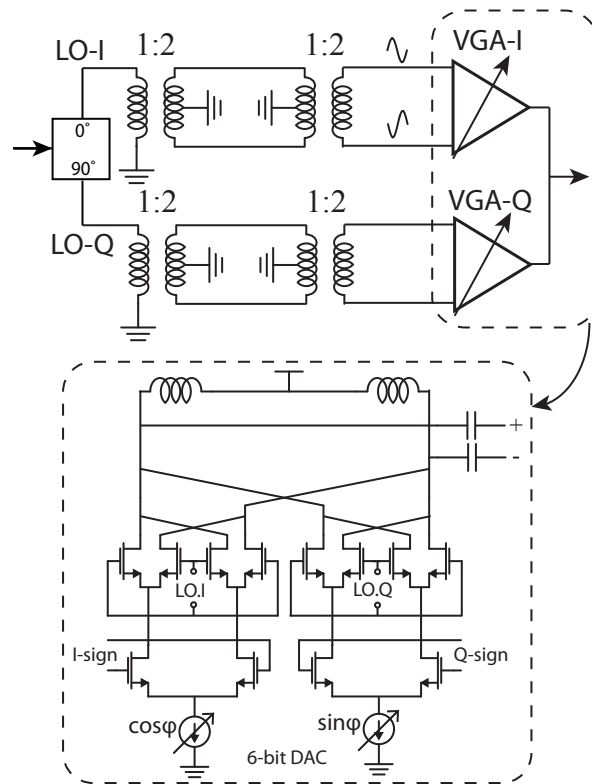 LO-I
1:2
1:2
VGA-I
0°
90°
1:2
1:2
VGA-Q
LO-Q
+
-
LO.I
LO.Q
I-sign
Q-sign
cosφ
sinφ
6-bit DAC